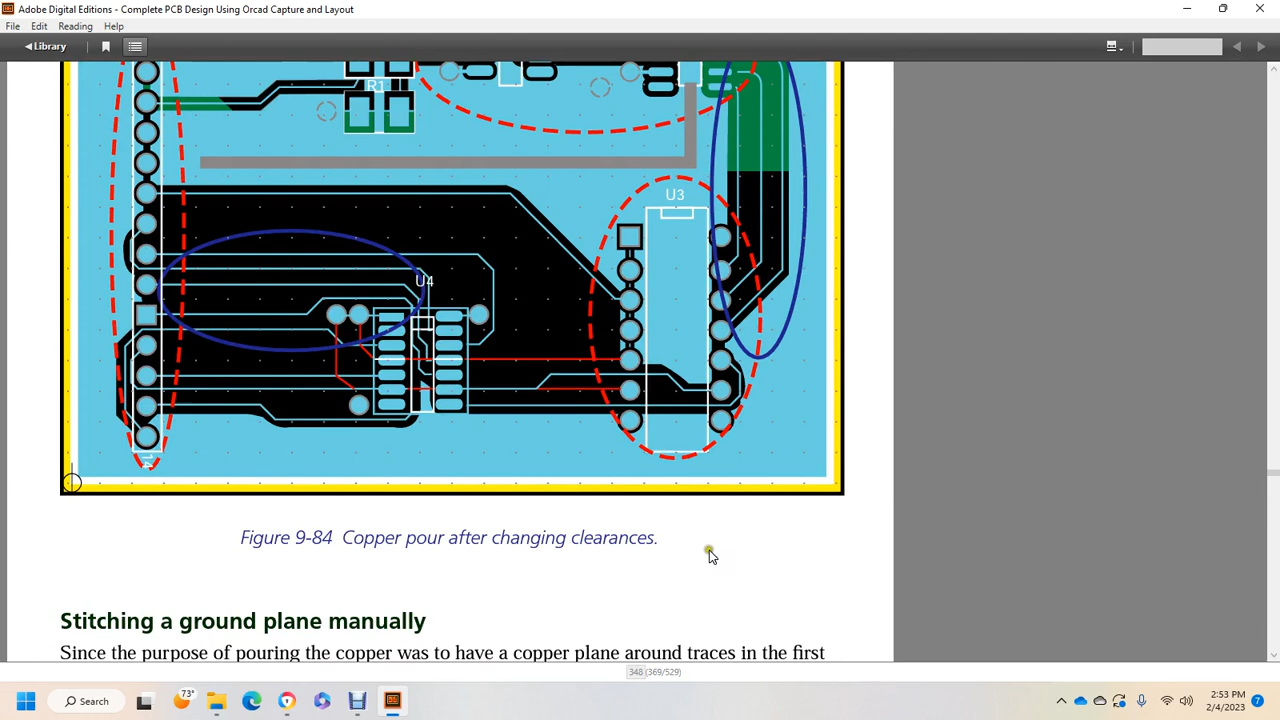 Adobe Digital Editions - Complete PCB Design Using Orcad Capture and Layout
File Edit Reading Help
Library
R1
U3
U4
14
Figure 9-84 Copper pour after changing clearances.
Stitching a ground plane manually
Since the purpose of pouring the copper was to have a copper plane around traces in the first
348 (369/529)
73°
Search
2:53 PM
2/4/2023
7